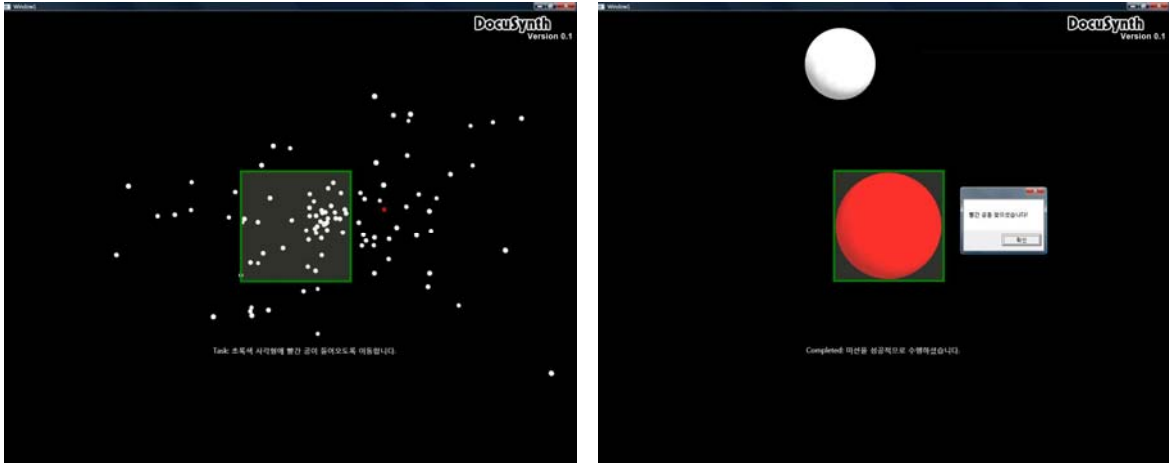 Window1
DocuSynth
Version 0.1
Task: 초록색 사각형에 빨간 공이 들어오도록 이동합니다.
Window1
DocuSynth
Version 0.1
빨간 공을 찾으셨습니다!
확인
Completed: 미션을 성공적으로 수행하셨습니다.